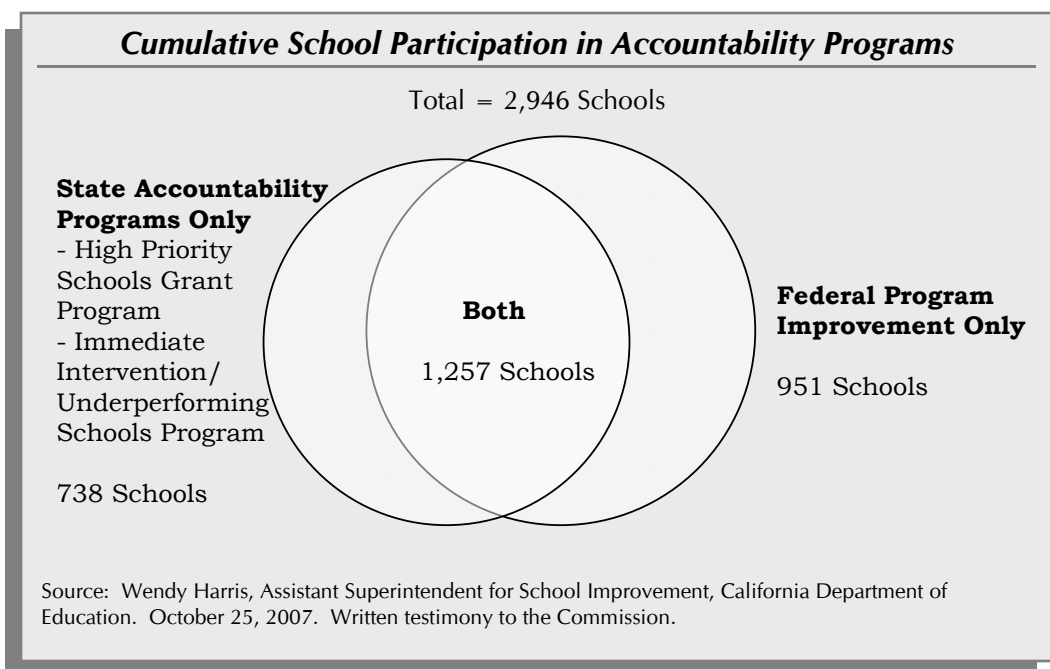 Cumulative School Participation in Accountability Programs
Total = 2,946 Schools
State Accountability
Programs Only
- High Priority
Schools Grant
Program
- Immediate
Intervention/
Underperforming
Schools Program
738 Schools
Both
1,257 Schools
Federal Program
Improvement Only
951 Schools
Source: Wendy Harris, Assistant Superintendent for School Improvement, California Department of
Education. October 25, 2007. Written testimony to the Commission.